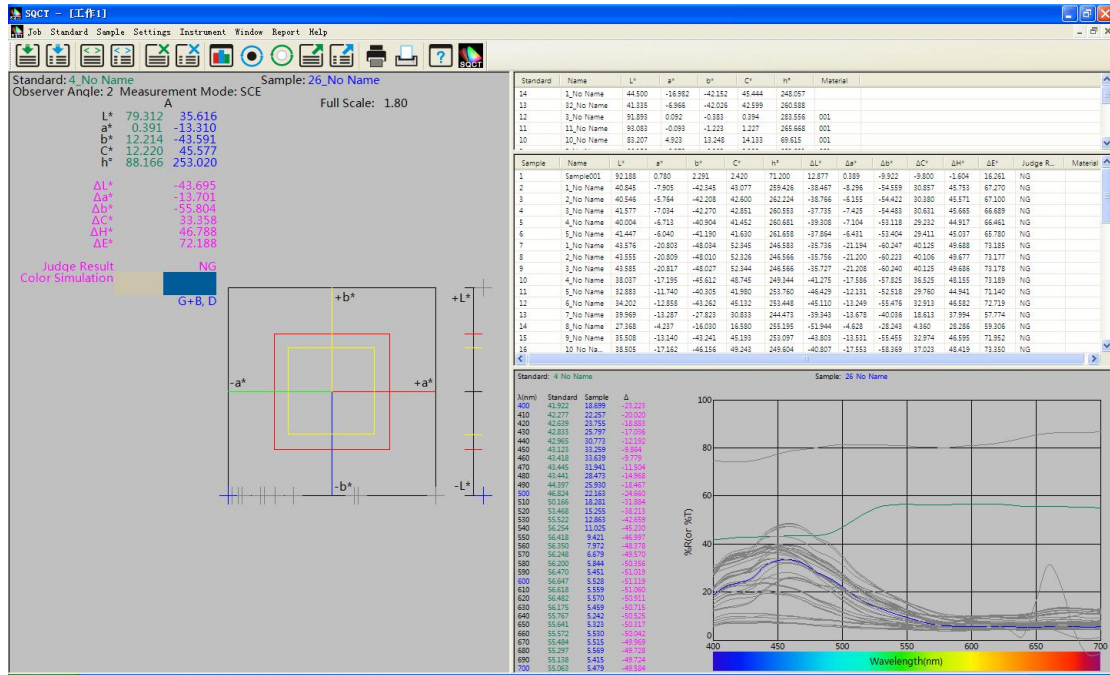 SQCT - [工作1]
Job Standard Sample Settings Instrument Window Report Help
SQCT
Standard: 4_No Name Sample: 26_No Name
Observer Angle: 2 Measurement Mode: SCE
A Full Scale: 1.80
L* 79.312 35.616
a* 0.391 -13.310
b* 12.214 -43.591
C* 12.220 45.577
h° 88.166 253.020
ΔL* -43.695
Δa* -13.701
Δb* -55.804
ΔC* 33.358
ΔH* 46.788
ΔE* 72.188
Judge Result NG
Color Simulation
G+B, D
+b* +L*
-a* +a*
-b* -L*
Standard Name L* a* b* C* h° Material
14 1_No Name 44.500 -16.982 -42.152 45.444 248.057
13 32_No Name 41.335 -6.966 -42.026 42.599 260.588
12 3_No Name 91.893 0.092 -0.383 0.394 283.556 001
11 11_No Name 93.083 -0.093 -1.223 1.227 265.668 001
10 10_No Name 83.207 4.923 13.248 14.133 69.615 001
Sample Name L* a* b* C* h° ΔL* Δa* Δb* ΔC* ΔH* ΔE* Judge R... Material
1 Sample001 92.188 0.780 2.291 2.420 71.200 12.877 0.389 -9.922 -9.800 -1.604 16.261 NG
2 1_No Name 40.845 -7.905 -42.345 43.077 259.426 -38.467 -8.296 -54.559 30.857 45.753 67.270 NG
3 2_No Name 40.546 -5.764 -42.208 42.600 262.224 -38.766 -6.155 -54.422 30.380 45.571 67.100 NG
4 3_No Name 41.577 -7.034 -42.270 42.851 260.553 -37.735 -7.425 -54.483 30.631 45.665 66.689 NG
5 4_No Name 40.004 -6.713 -40.904 41.452 260.681 -39.308 -7.104 -53.118 29.232 44.917 66.461 NG
6 5_No Name 41.447 -6.040 -41.190 41.630 261.658 -37.864 -6.431 -53.404 29.411 45.037 65.780 NG
7 1_No Name 43.576 -20.803 -48.034 52.345 246.583 -35.736 -21.194 -60.247 40.125 49.688 73.185 NG
8 2_No Name 43.555 -20.809 -48.010 52.326 246.566 -35.756 -21.200 -60.223 40.106 49.677 73.177 NG
9 3_No Name 43.585 -20.817 -48.027 52.344 246.566 -35.727 -21.208 -60.240 40.125 49.686 73.178 NG
10 4_No Name 38.037 -17.195 -45.612 48.745 249.344 -41.275 -17.586 -57.825 36.525 48.155 73.189 NG
11 5_No Name 32.883 -11.740 -40.305 41.980 253.760 -46.429 -12.131 -52.518 29.760 44.941 71.140 NG
12 6_No Name 34.202 -12.858 -43.262 45.132 253.448 -45.110 -13.249 -55.476 32.913 46.582 72.719 NG
13 7_No Name 39.969 -13.287 -27.823 30.833 244.473 -39.343 -13.678 -40.036 18.613 37.994 57.774 NG
14 8_No Name 27.368 -4.237 -16.030 16.580 255.195 -51.944 -4.628 -28.243 4.360 28.286 59.306 NG
15 9_No Name 35.508 -13.140 -43.241 45.193 253.097 -43.803 -13.531 -55.455 32.974 46.595 71.952 NG
16 10 No Na... 38.505 -17.162 -46.156 49.243 249.604 -40.807 -17.553 -58.369 37.023 48.419 73.350 NG
Standard: 4 No Name Sample: 26 No Name
λ(nm) Standard Sample Δ
400 41.922 18.699 -23.223
410 42.277 22.257 -20.020
420 42.639 23.755 -18.883
430 42.833 25.797 -17.036
440 42.965 30.773 -12.192
450 43.123 33.259 -9.864
460 43.418 33.639 -9.779
470 43.445 31.941 -11.504
480 43.441 28.473 -14.968
490 44.397 25.930 -18.467
500 46.824 22.163 -24.660
510 50.166 18.281 -31.884
520 53.468 15.255 -38.213
530 55.522 12.863 -42.659
540 56.254 11.025 -45.230
550 56.418 9.421 -46.997
560 56.350 7.972 -48.378
570 56.248 6.679 -49.570
580 56.200 5.844 -50.356
590 56.470 5.451 -51.019
600 56.647 5.528 -51.119
610 56.618 5.559 -51.060
620 56.482 5.570 -50.911
630 56.175 5.459 -50.715
640 55.767 5.242 -50.525
650 55.641 5.323 -50.317
660 55.572 5.530 -50.042
670 55.484 5.515 -49.969
680 55.297 5.569 -49.728
690 55.138 5.415 -49.724
700 55.063 5.479 -49.584
100
80
60
40
20
0
%R(or %T)
400 450 500 550 600 650 700
Wavelength(nm)